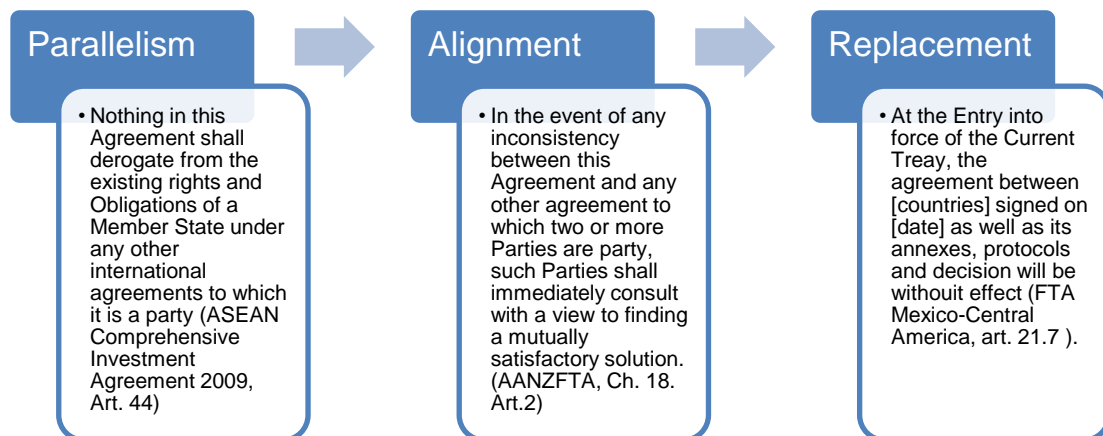 Parallelism
• Nothing in this
Agreement shall
derogate from the
existing rights and
Obligations of a
Member State under
any other
international
agreements to which
it is a party (ASEAN
Comprehensive
Investment
Agreement 2009,
Art. 44)
Alignment
• In the event of any
inconsistency
between this
Agreement and any
other agreement to
which two or more
Parties are party,
such Parties shall
immediately consult
with a view to finding
a mutually
satisfactory solution.
(AANZFTA, Ch. 18.
Art.2)
Replacement
• At the Entry into
force of the Current
Treay, the
agreement between
[countries] signed on
[date] as well as its
annexes, protocols
and decision will be
withouit effect (FTA
Mexico-Central
America, art. 21.7 ).